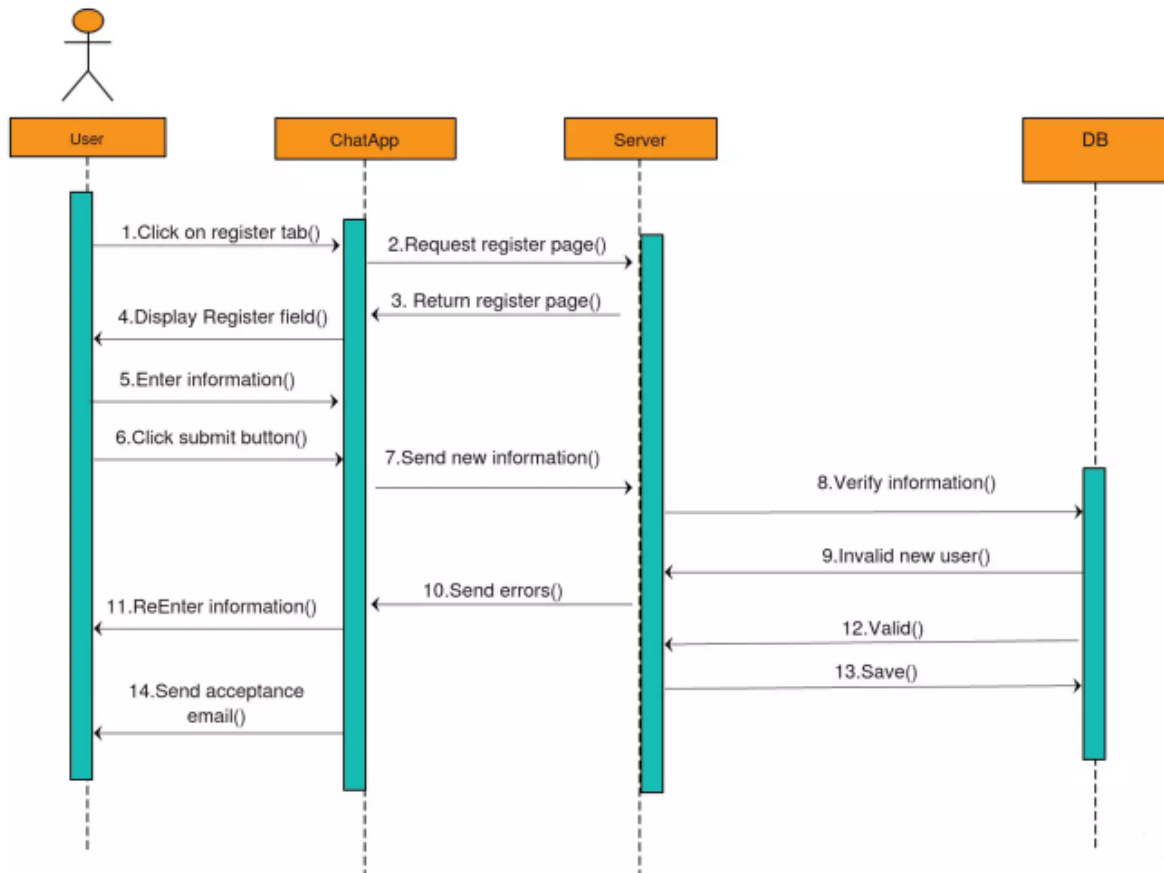 User
ChatApp
Server
DB
1.Click on register tab()
2.Request register page()
3. Return register page()
4.Display Register field()
5.Enter information()
6.Click submit button()
7.Send new information()
8.Verify information()
9.Invalid new user()
10.Send errors()
11.ReEnter information()
12.Valid()
13.Save()
14.Send acceptance
email()